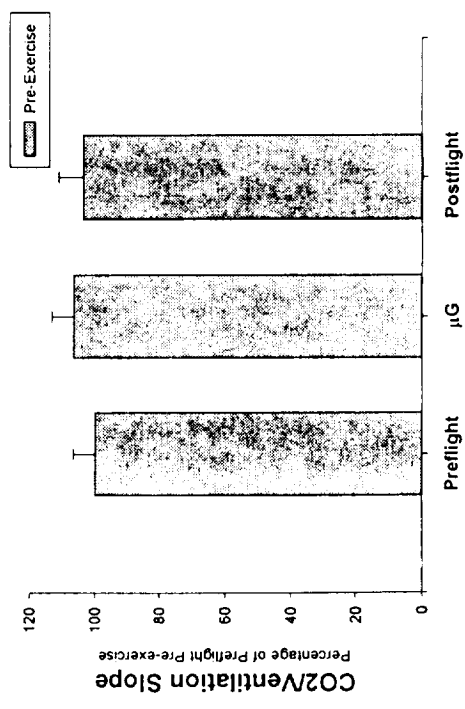 Pre-Exercise
CO2/Ventilation Slope
Percentage of Preflight Pre-exercise
120
100
80
60
40
20
0
Preflight
μG
Postflight